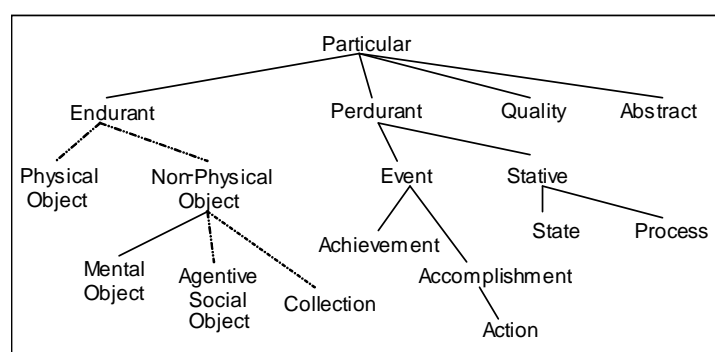 Particular
Endurant Perdurant Quality Abstract
Physical Object
Non-Physical Object
Event Stative
Achievement
State Process
Mental Object
Agentive Social Object
Collection
Accomplishment
Action